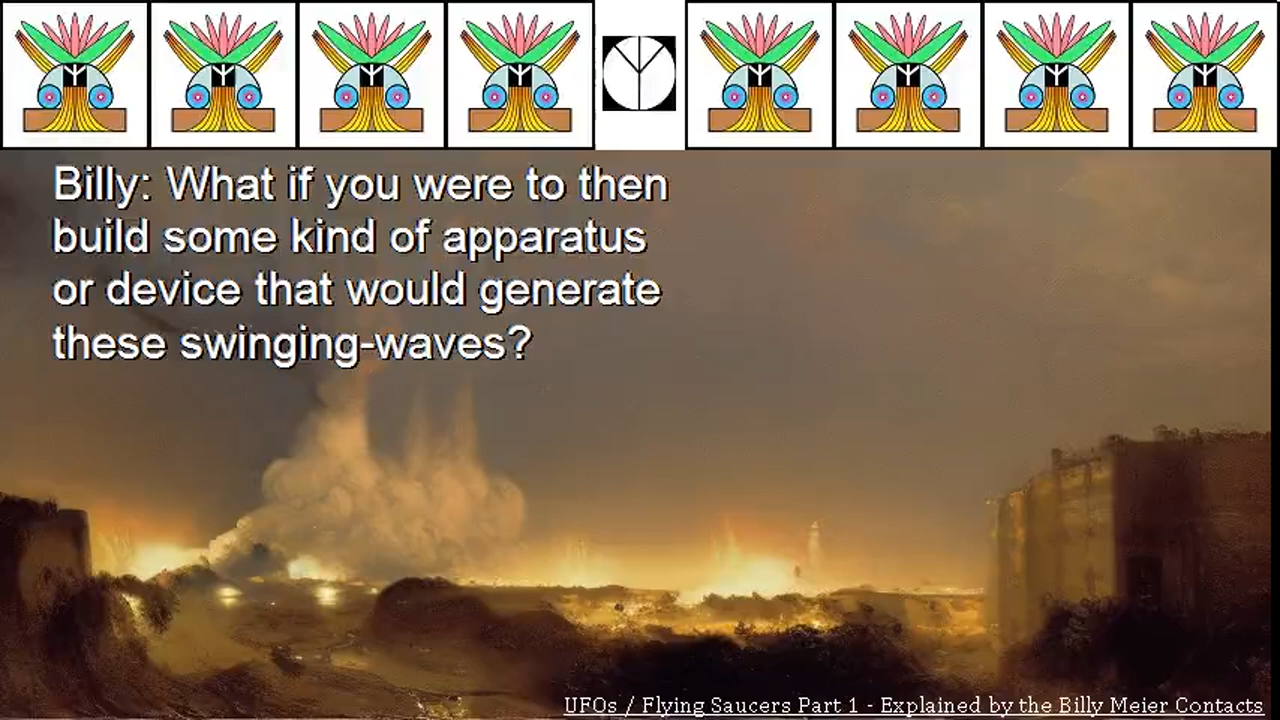 Billy: What if you were to then
build some kind of apparatus
or device that would generate
these swinging-waves?
UFOs / Flying Saucers Part 1 - Explained by the Billy Meier Contacts